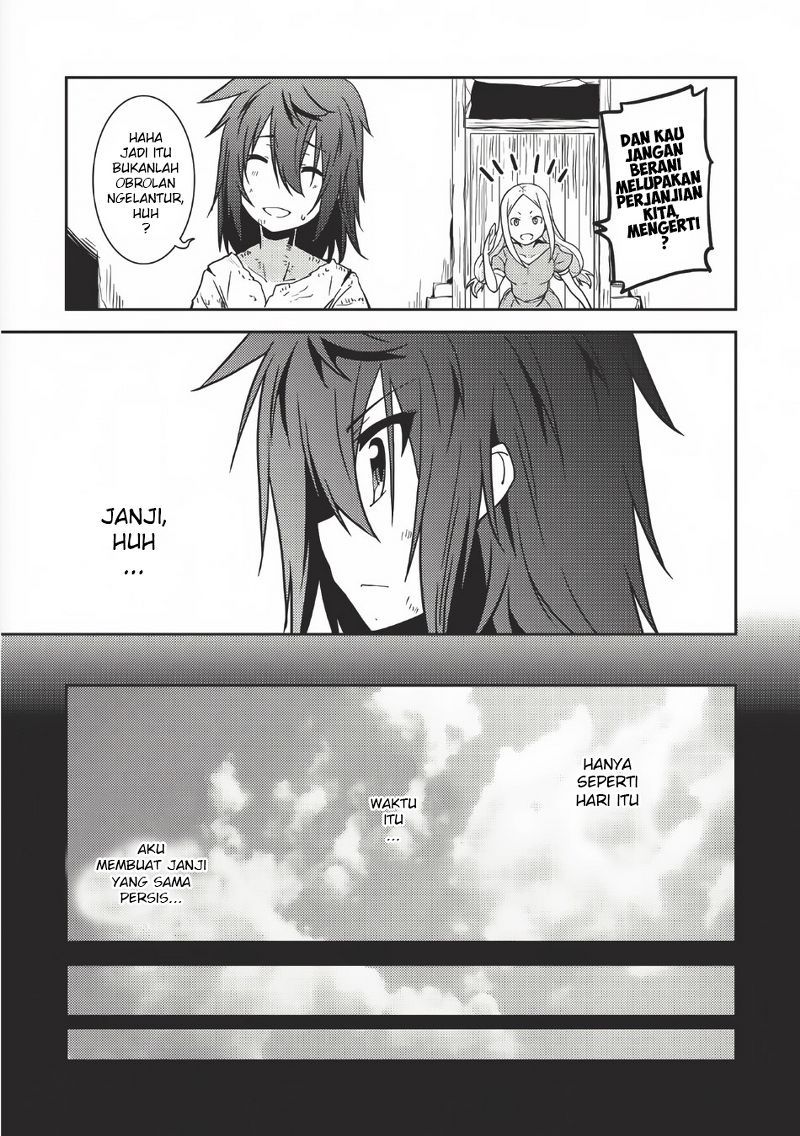 DAN KAU
JANGAN
BERANI
MELUPAKAN
PERJANJIAN
KITA,
MENGERTI
?
HAHA
JADI ITU
BUKANLAH
OBROLAN
NGELANTUR,
HUH
?
JANJI,
HUH
...
HANYA
SEPERTI
HARI ITU
WAKTU
ITU
...
AKU
MEMBUAT JANJI
YANG SAMA
PERSIS...